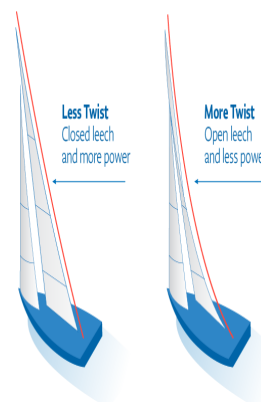 Less Twist
Closed leech
and more power
More Twist
Open leech
and less powe